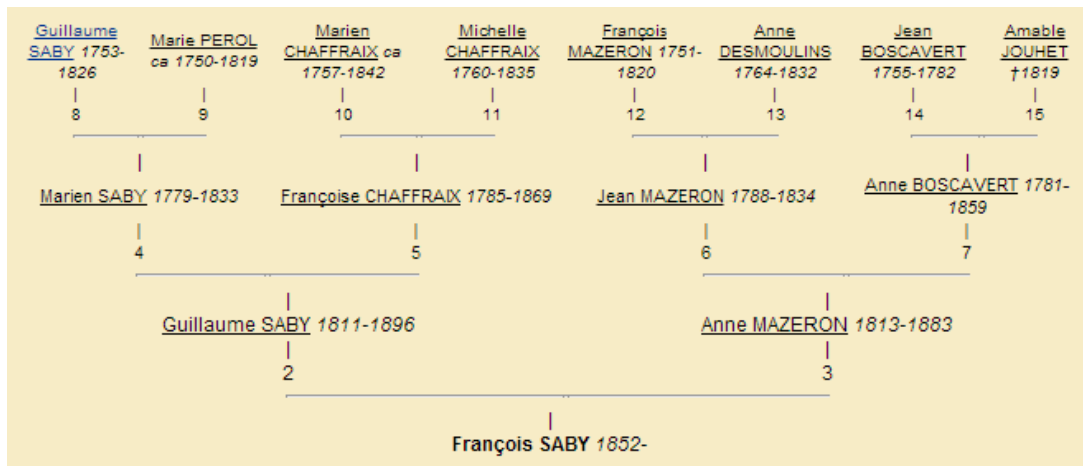 Guillaume
SABY 1753-
1826
Marie PEROL
ca 1750-1819
Marien
CHAFFRAIX ca
1757-1842
Michelle
CHAFFRAIX
1760-1835
François
MAZERON 1751-
1820
Anne
DESMOULINS
1764-1832
Jean
BOSCAVERT
1755-1782
Amable
JOUHET
†1819
8
9
10
11
12
13
14
15
Marien SABY 1779-1833
Françoise CHAFFRAIX 1785-1869
Jean MAZERON 1788-1834
Anne BOSCAVERT 1781-
1859
4
5
6
7
Guillaume SABY 1811-1896
Anne MAZERON 1813-1883
2
3
François SABY 1852-